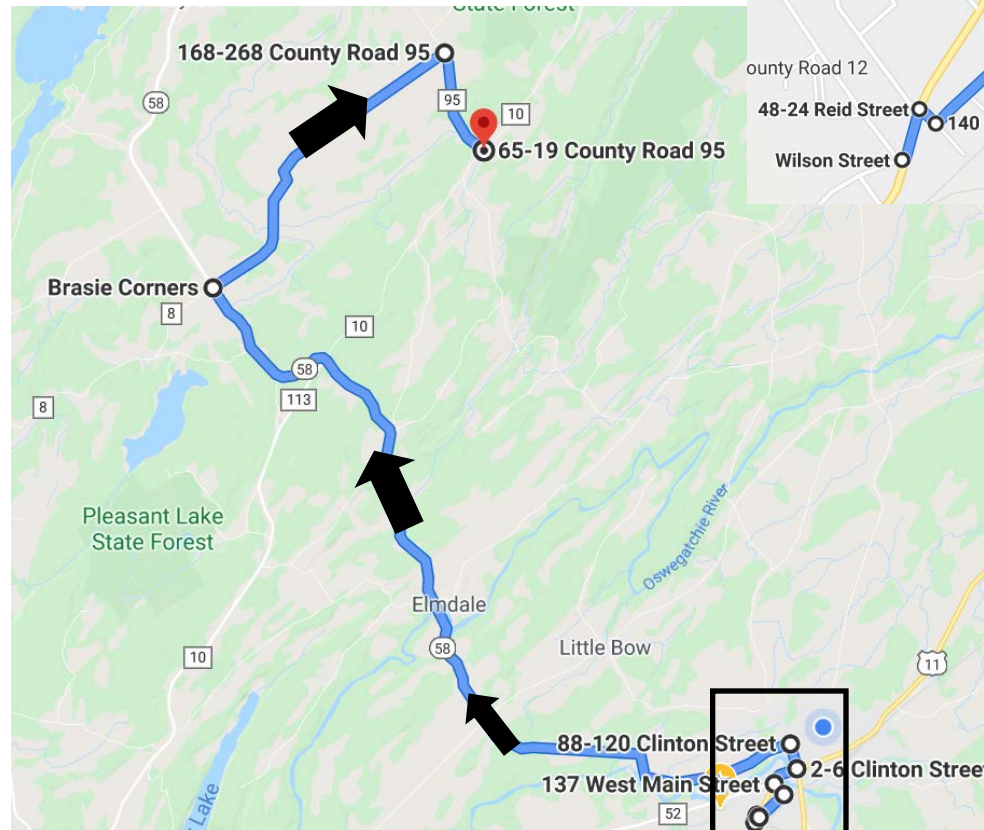 State Forest
168-268 County Road 95
58
95
10
65-19 County Road 95
ounty Road 12
48-24 Reid Street
140
Wilson Street
Brasie Corners
8
10
58
113
8
Pleasant Lake
State Forest
Oswegatchie River
Elmdale
58
Little Bow
10
11
88-120 Clinton Street
2-6 Clinton Street
137 West Main Street
52
Lake